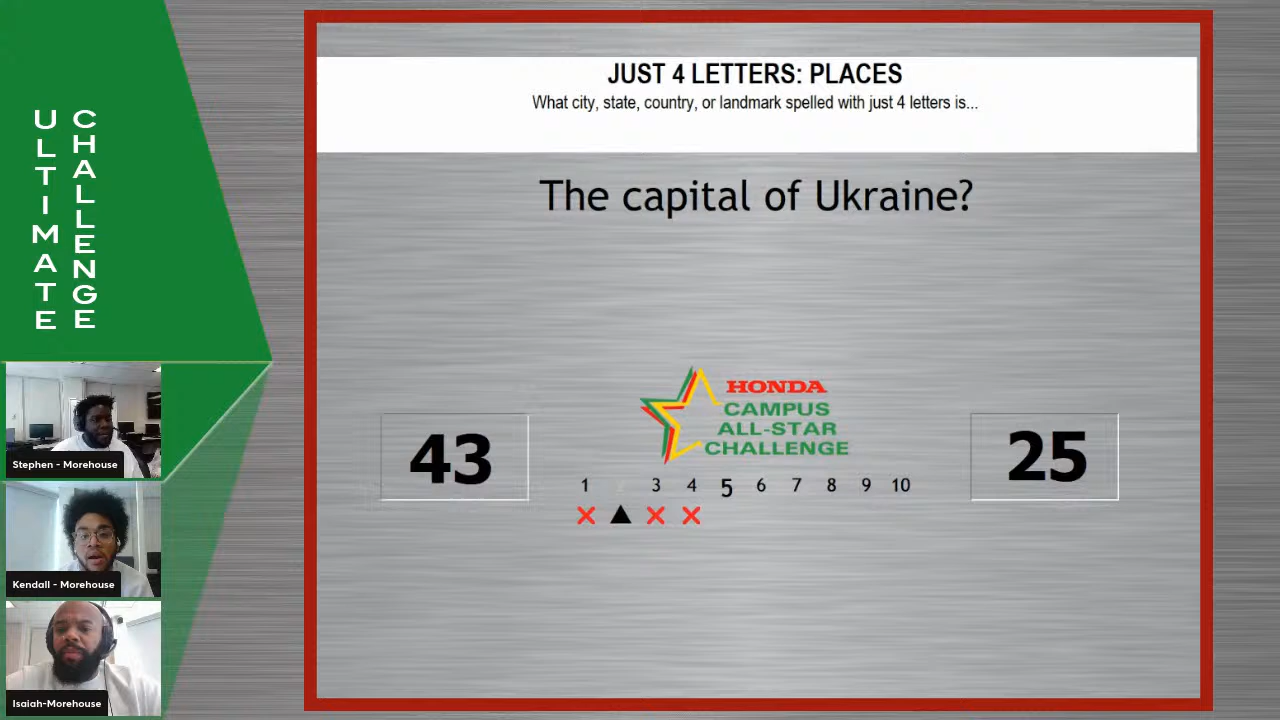 ULTIMATE
CHALLENGE
JUST 4 LETTERS: PLACES
What city, state, country, or landmark spelled with just 4 letters is...
The capital of Ukraine?
HONDA
CAMPUS
ALL-STAR
CHALLENGE
43
25
1 3 4 5 6 7 8 9 10
Stephen - Morehouse
Kendall - Morehouse
Isaiah-Morehouse